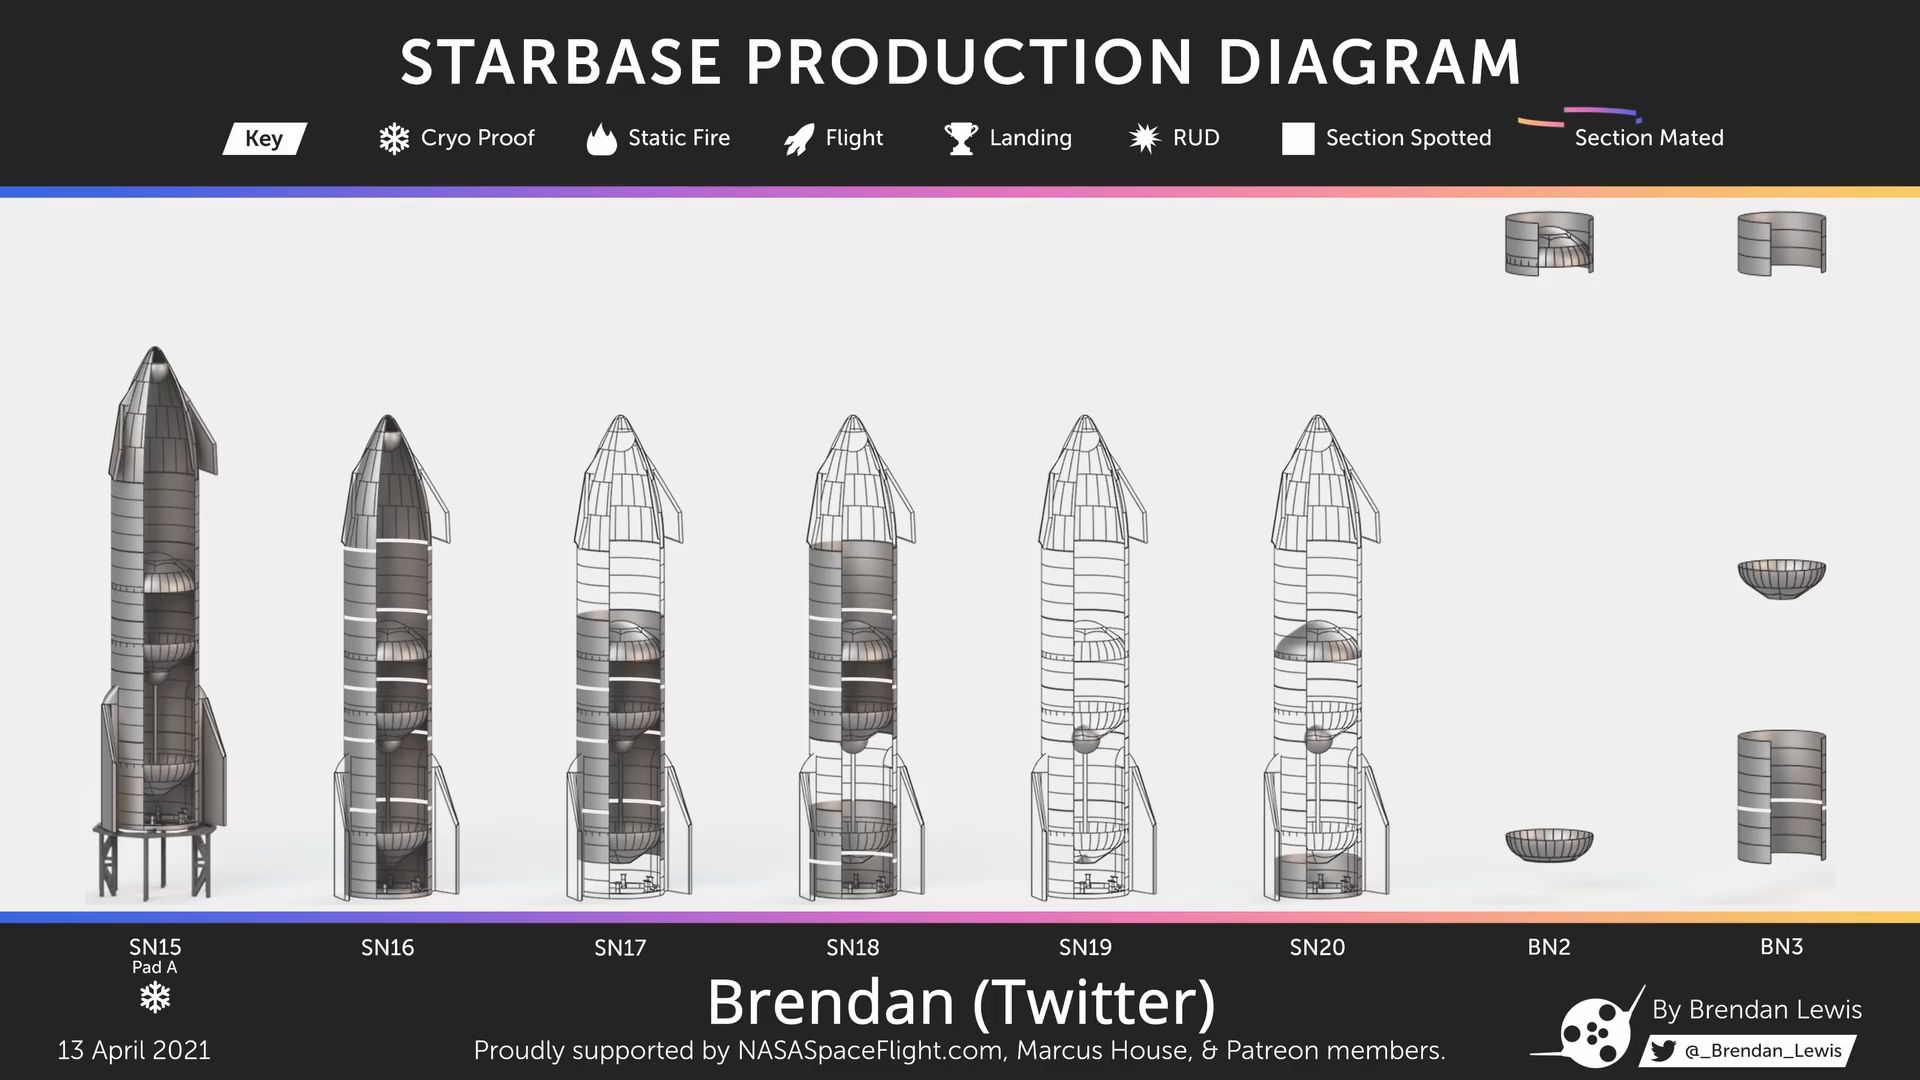 STARBASE PRODUCTION DIAGRAM
Key
Cryo Proof
Static Fire
Flight
Landing
RUD
Section Spotted
Section Mated
SN15
Pad A
SN16
SN17
SN18
SN19
SN20
BN2
BN3
Brendan (Twitter)
13 April 2021
Proudly supported by NASASpaceFlight.com, Marcus House, & Patreon members.
By Brendan Lewis
@_Brendan_Lewis